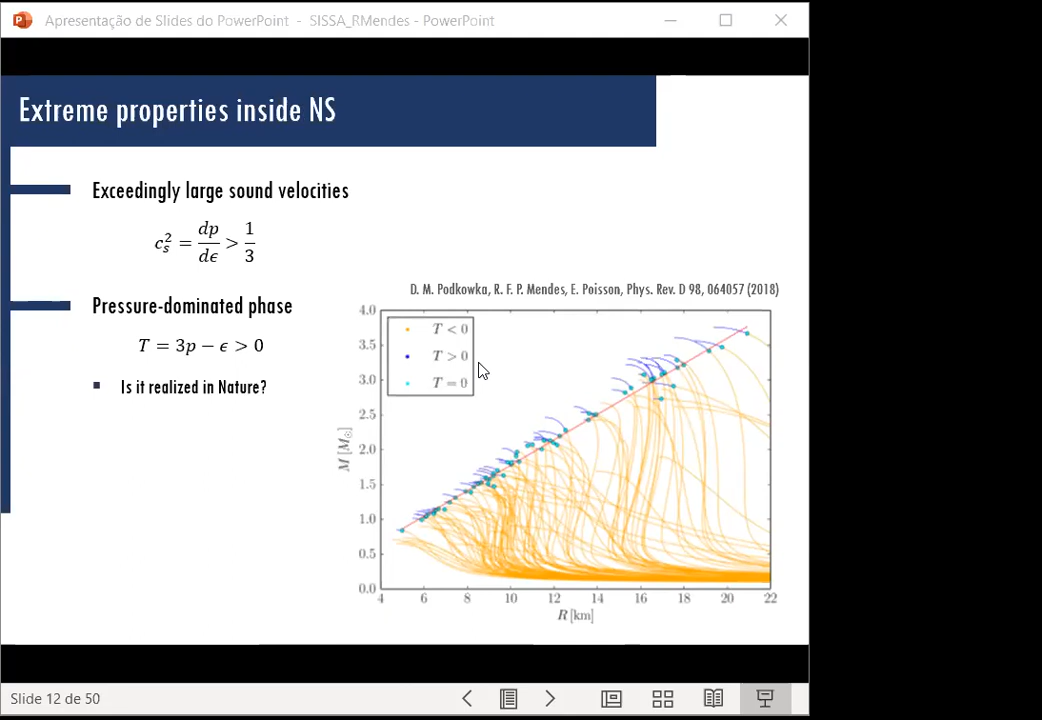 Apresentação de Slides do PowerPoint - SISSA_RMendes - PowerPoint
Extreme properties inside NS
Exceedingly large sound velocities
c_s^2 = dp/dϵ > 1/3
Pressure-dominated phase
T = 3p − ϵ > 0
Is it realized in Nature?
D. M. Podkowka, R. F. P. Mendes, E. Poisson, Phys. Rev. D 98, 064057 (2018)
T < 0
T > 0
T = 0
4.0
3.5
3.0
2.5
2.0
1.5
1.0
0.5
0.0
M [M⊙]
4 6 8 10 12 14 16 18 20 22
R [km]
Slide 12 de 50